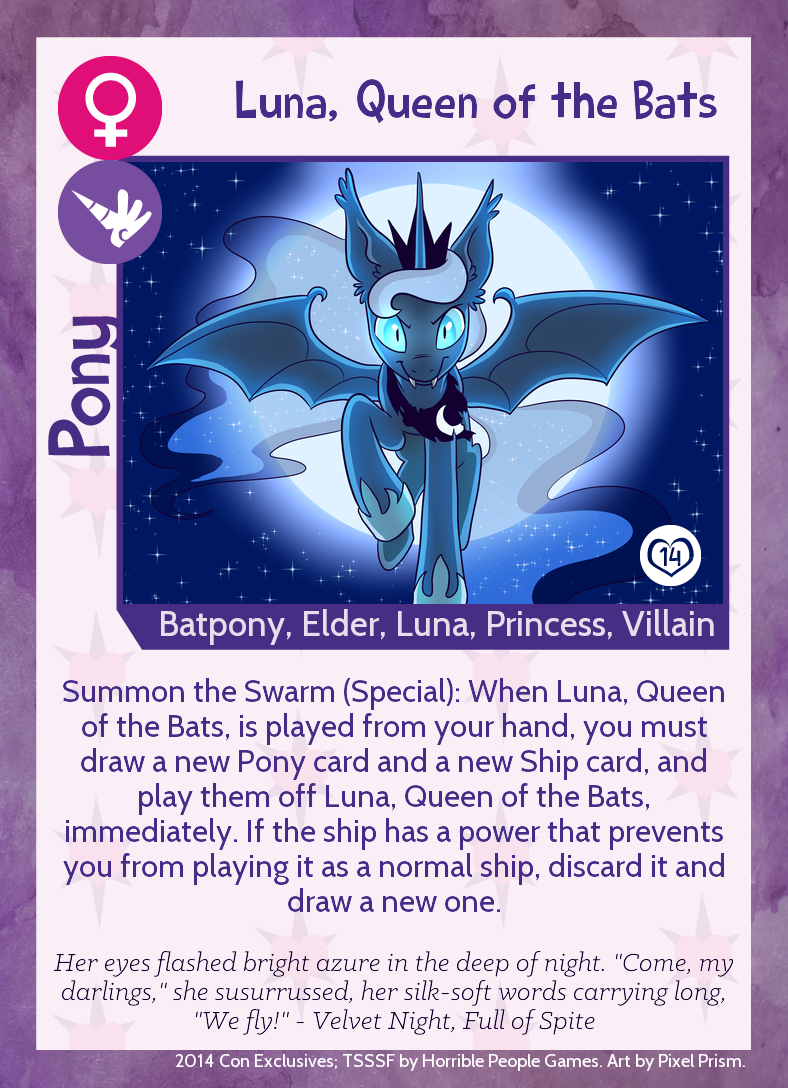 Luna, Queen of the Bats
Pony
14
Batpony, Elder, Luna, Princess, Villain
Summon the Swarm (Special): When Luna, Queen
of the Bats, is played from your hand, you must
draw a new Pony card and a new Ship card, and
play them off Luna, Queen of the Bats,
immediately. If the ship has a power that prevents
you from playing it as a normal ship, discard it and
draw a new one.
Her eyes flashed bright azure in the deep of night. "Come, my
darlings," she susurrussed, her silk-soft words carrying long,
"We fly!" - Velvet Night, Full of Spite
2014 Con Exclusives; TSSSF by Horrible People Games. Art by Pixel Prism.